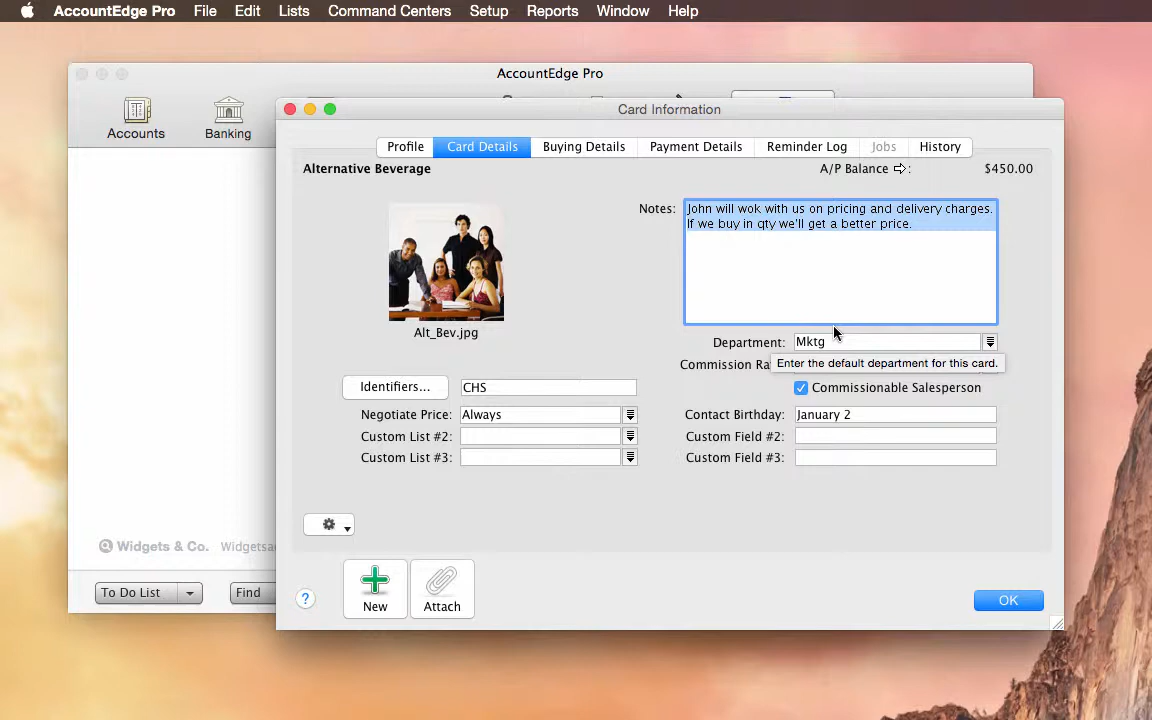 AccountEdge Pro File Edit Lists Command Centers Setup Reports Window Help
AccountEdge Pro
Accounts
Banking
Card Information
Profile Card Details Buying Details Payment Details Reminder Log Jobs History
Alternative Beverage
A/P Balance ⇨: $450.00
Alt_Bev.jpg
Notes: John will wok with us on pricing and delivery charges.
If we buy in qty we'll get a better price.
Department: Mktg
Commission Ra
Enter the default department for this card.
Identifiers... CHS
Commissionable Salesperson
Negotiate Price: Always
Contact Birthday: January 2
Custom List #2:
Custom Field #2:
Custom List #3:
Custom Field #3:
Widgets & Co.
To Do List
Find
?
New
Attach
OK